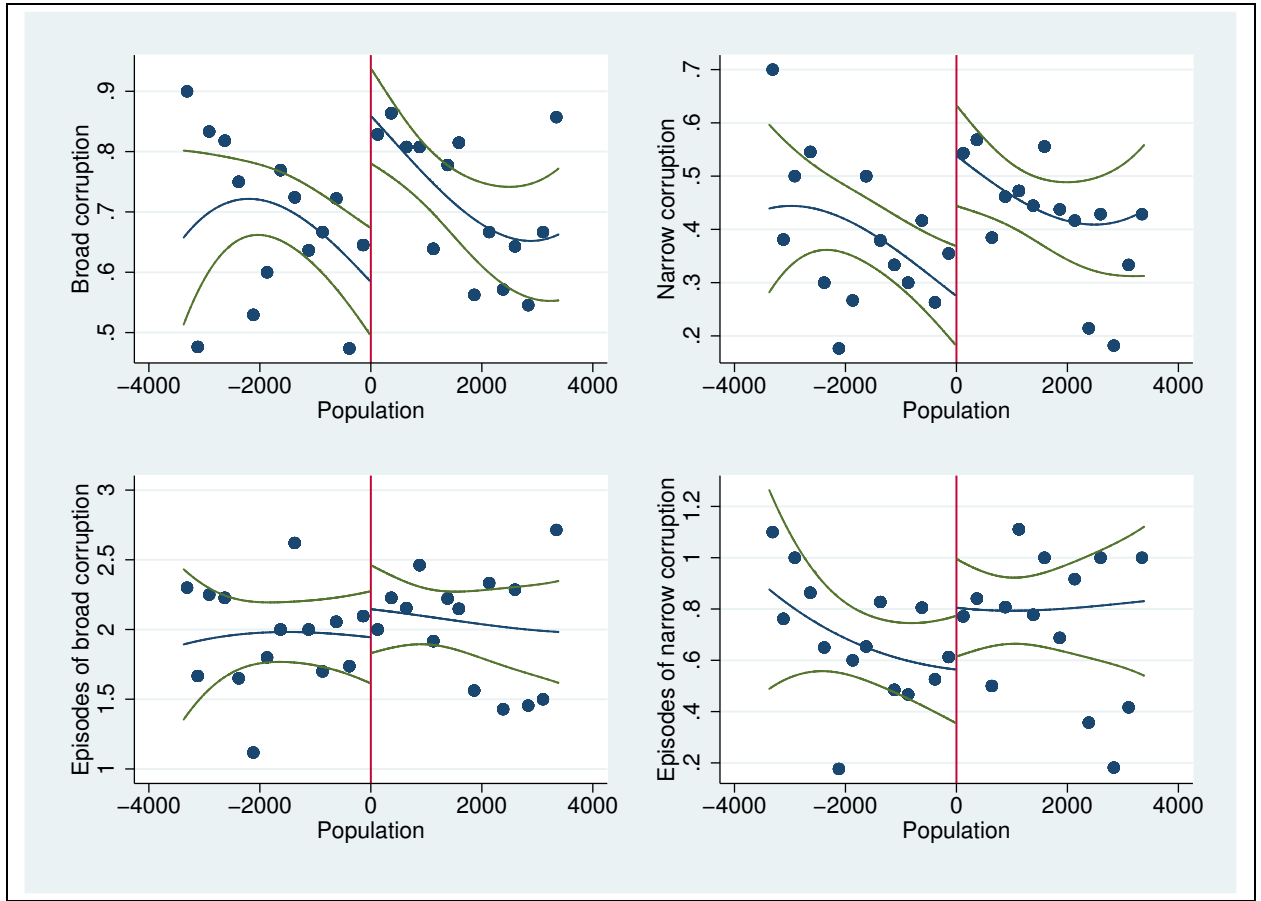 Broad corruption
.9
.8
.7
.6
.5
−4000 −2000 0 2000 4000
Population
Narrow corruption
.7
.6
.5
.4
.3
.2
−4000 −2000 0 2000 4000
Population
Episodes of broad corruption
3
2.5
2
1.5
1
−4000 −2000 0 2000 4000
Population
Episodes of narrow corruption
1.2
1
.8
.6
.4
.2
−4000 −2000 0 2000 4000
Population